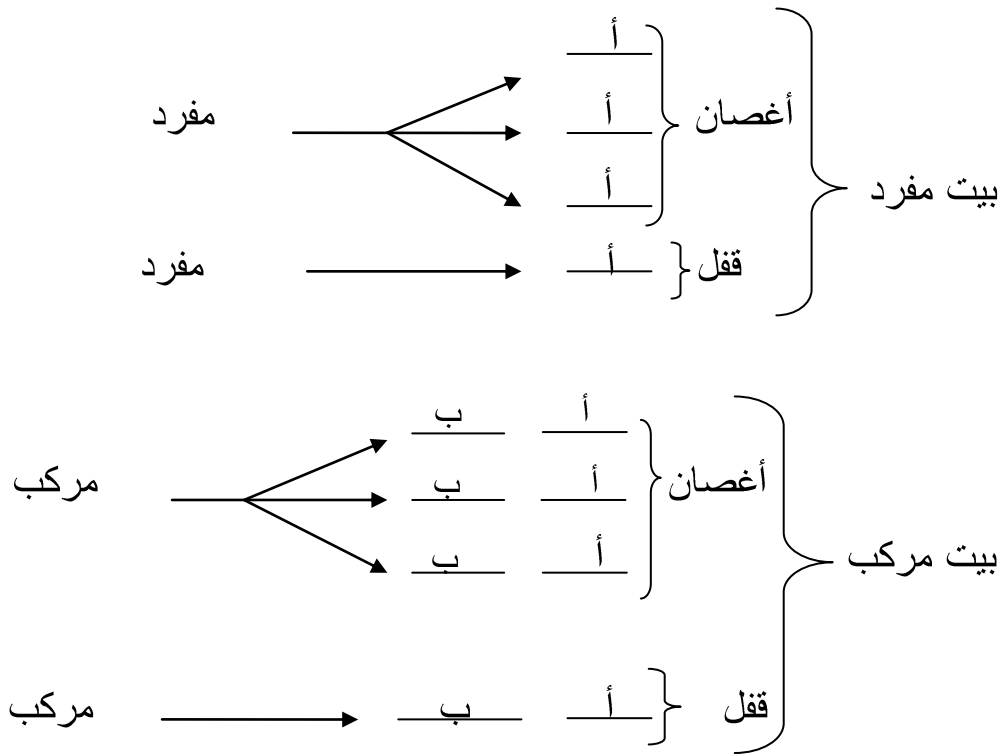 أ
مفرد أ أغصان
بيت مفرد
أ
مفرد أ قفل
أ ب
أغصان أ ب مركب
أ ب
بيت مركب
قفل أ ب مركب